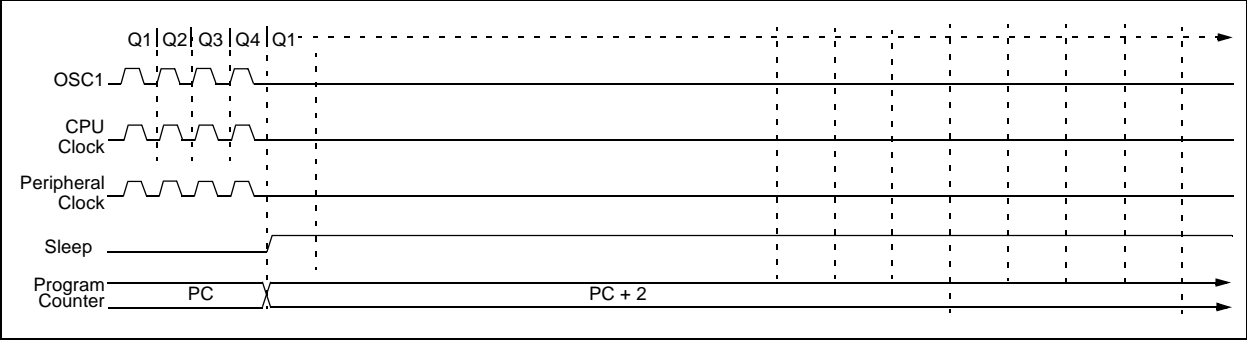 Q1 Q2 Q3 Q4 Q1
OSC1
CPU
Clock
Peripheral
Clock
Sleep
Program
Counter
PC
PC + 2